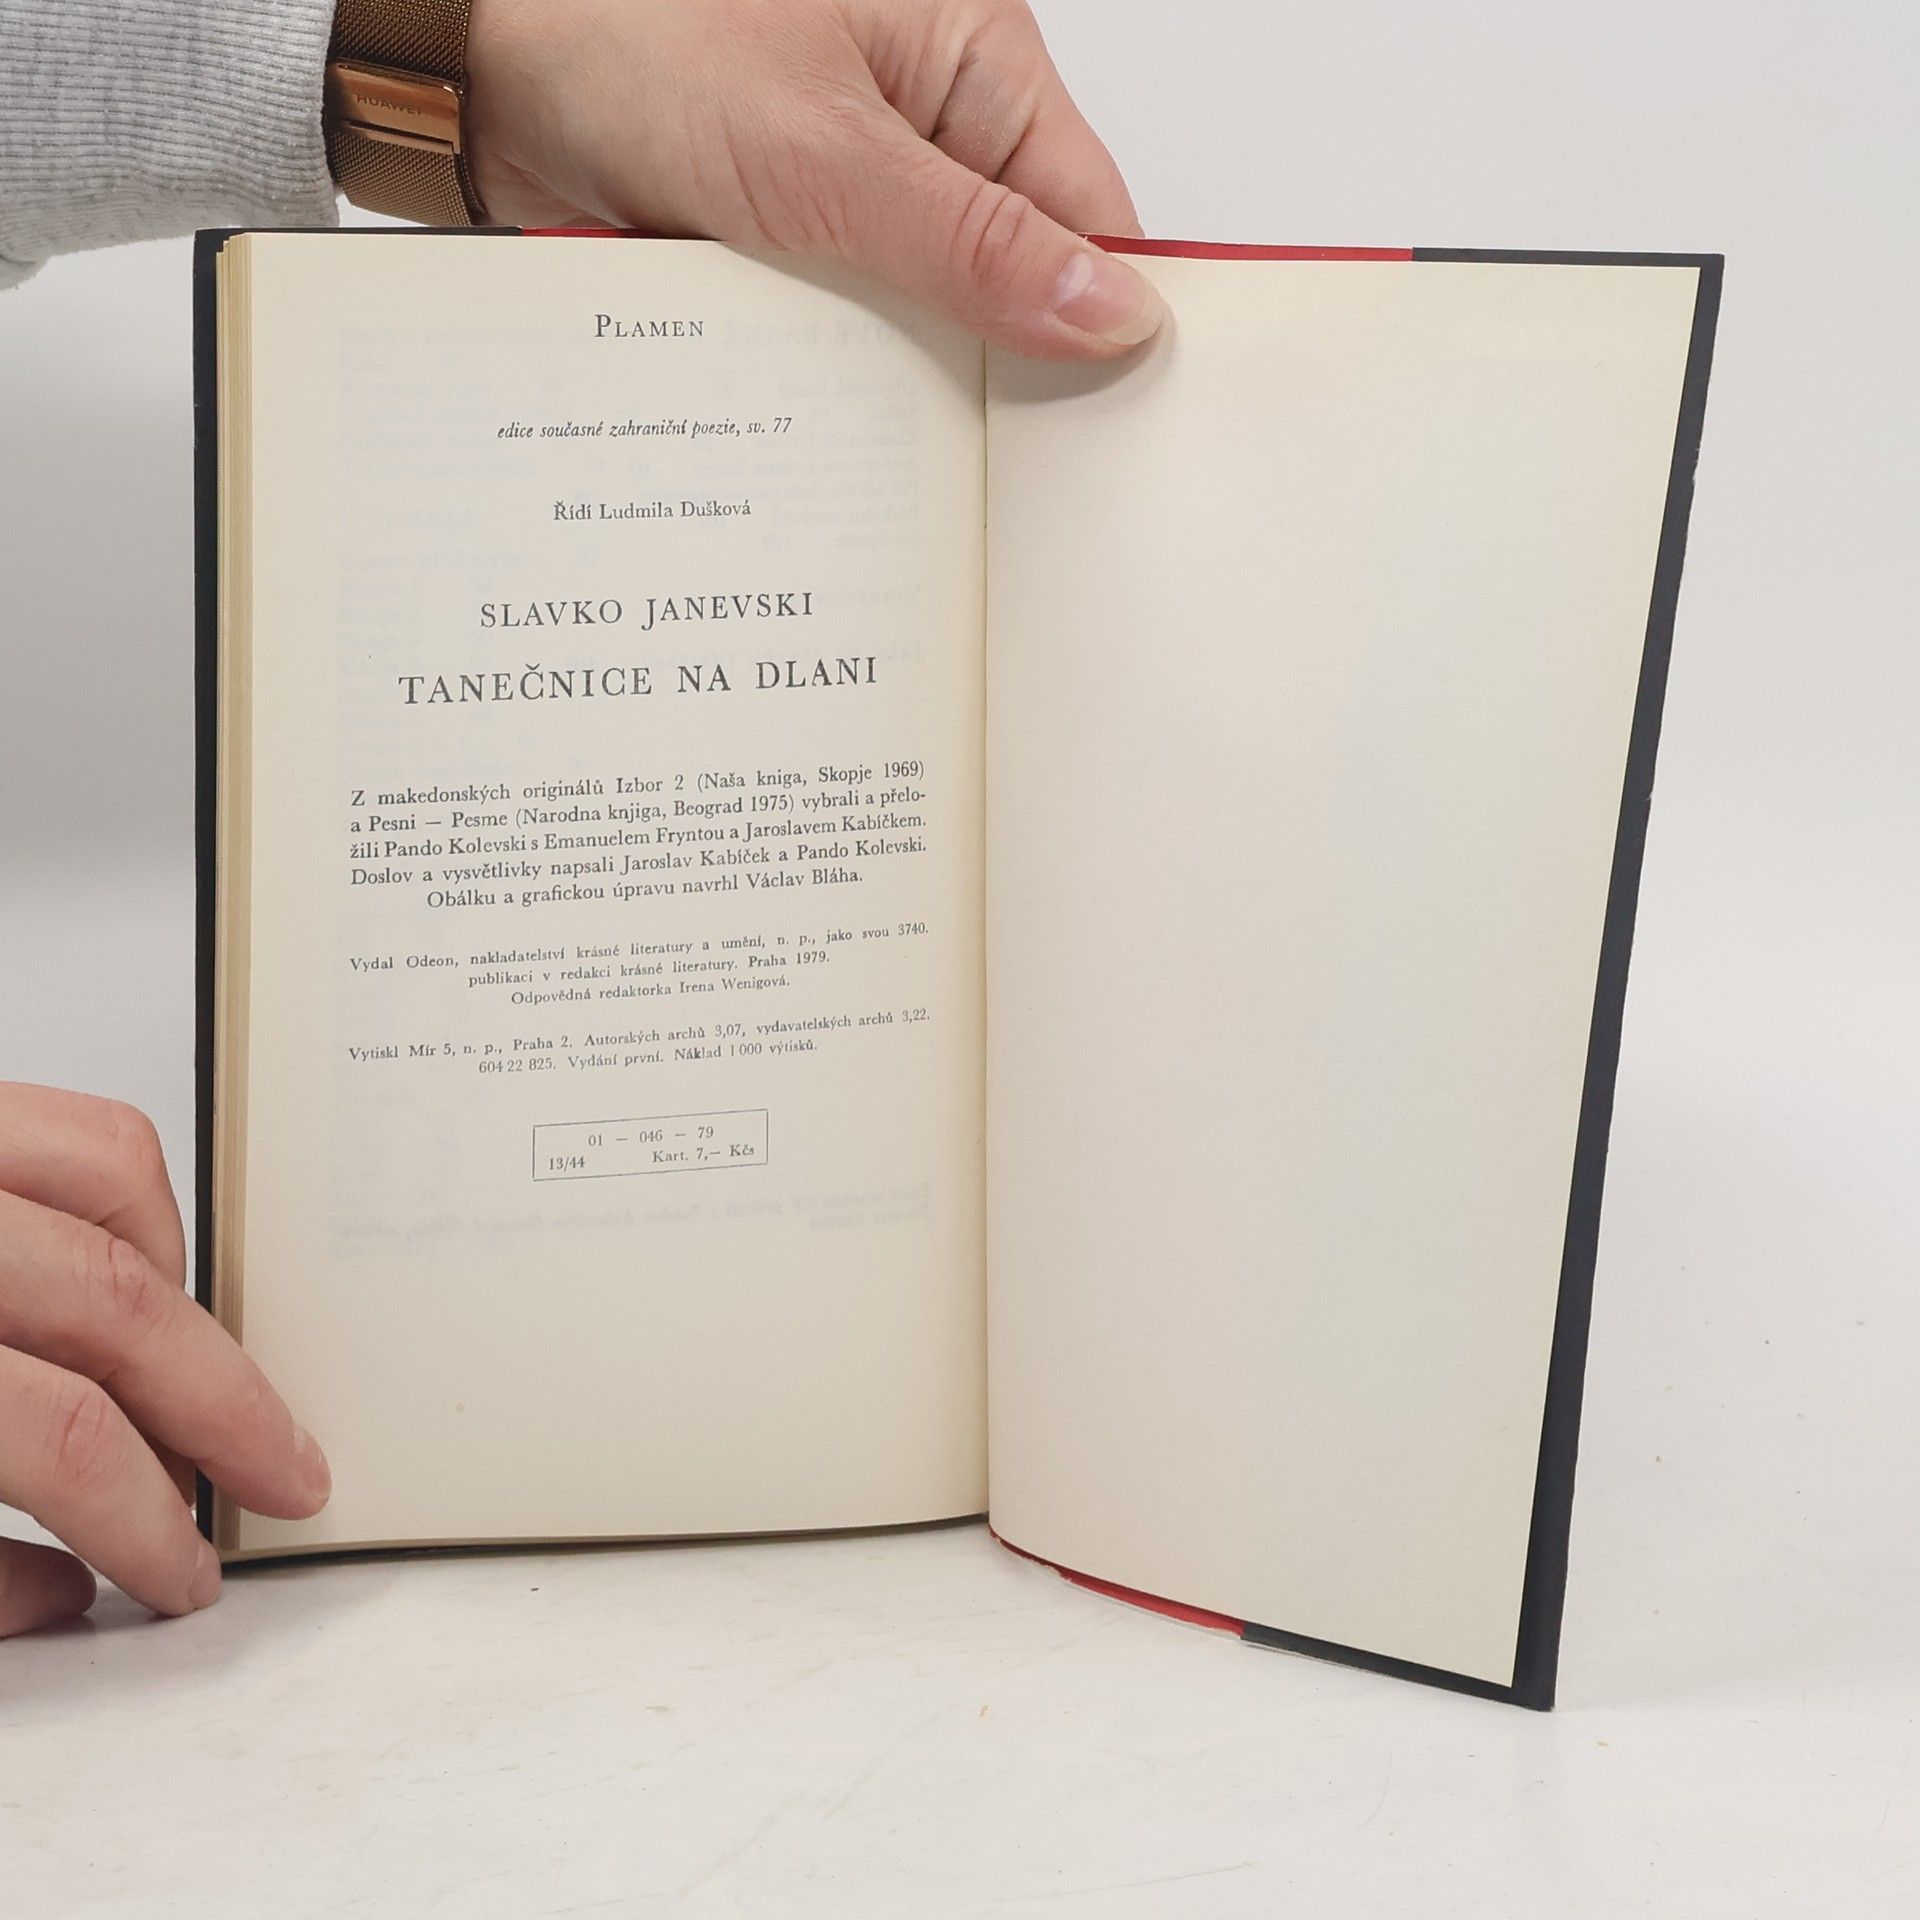 HUAWEI
PLAMEN
edice současné zahraniční poezie, sv. 77
Řídí Ludmila Dušková
SLAVKO JANEVSKI
TANEČNICE NA DLANI
Z makedonských originálů Izbor 2 (Naša kniga, Skopje 1969)
a Pesni — Pesme (Narodna knjiga, Beograd 1975) vybrali a přelo-
žili Pando Kolevski s Emanuelem Fryntou a Jaroslavem Kabíčkem.
Doslov a vysvětlivky napsali Jaroslav Kabíček a Pando Kolevski.
Obálku a grafickou úpravu navrhl Václav Bláha.
Vydal Odeon, nakladatelství krásné literatury a umění, n. p., jako svou 3740.
publikaci v redakci krásné literatury. Praha 1979.
Odpovědná redaktorka Irena Wenigová.
Vytiskl Mír 5, n. p., Praha 2. Autorských archů 3,07, vydavatelských archů 3,22.
604 22 825. Vydání první. Náklad 1 000 výtisků.
01 — 046 — 79
13/44 Kart. 7,— Kčs